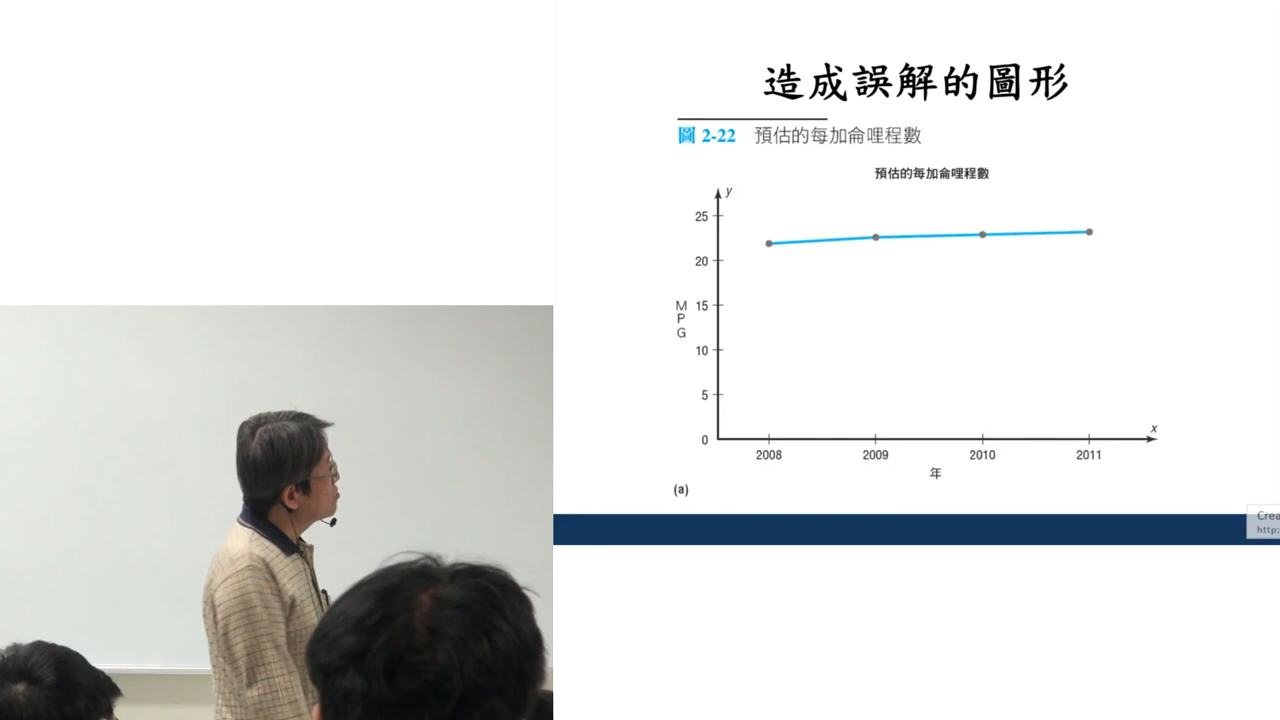 造成誤解的圖形
圖 2-22 預估的每加侖哩程數
預估的每加侖哩程數
y
25
20
15
10
5
0
M
P
G
x
2008 2009 2010 2011
年
(a)
Crea
http: